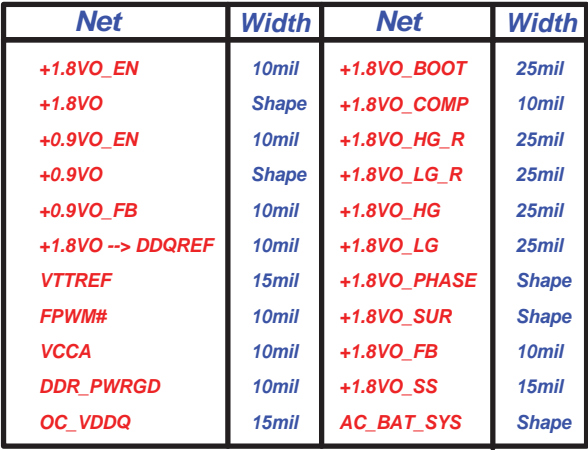 Net Width Net Width
+1.8VO_EN 10mil +1.8VO_BOOT 25mil
+1.8VO Shape +1.8VO_COMP 10mil
+0.9VO_EN 10mil +1.8VO_HG_R 25mil
+0.9VO Shape +1.8VO_LG_R 25mil
+0.9VO_FB 10mil +1.8VO_HG 25mil
+1.8VO --> DDQREF 10mil +1.8VO_LG 25mil
VTTREF 15mil +1.8VO_PHASE Shape
FPWM# 10mil +1.8VO_SUR Shape
VCCA 10mil +1.8VO_FB 10mil
DDR_PWRGD 10mil +1.8VO_SS 15mil
OC_VDDQ 15mil AC_BAT_SYS Shape